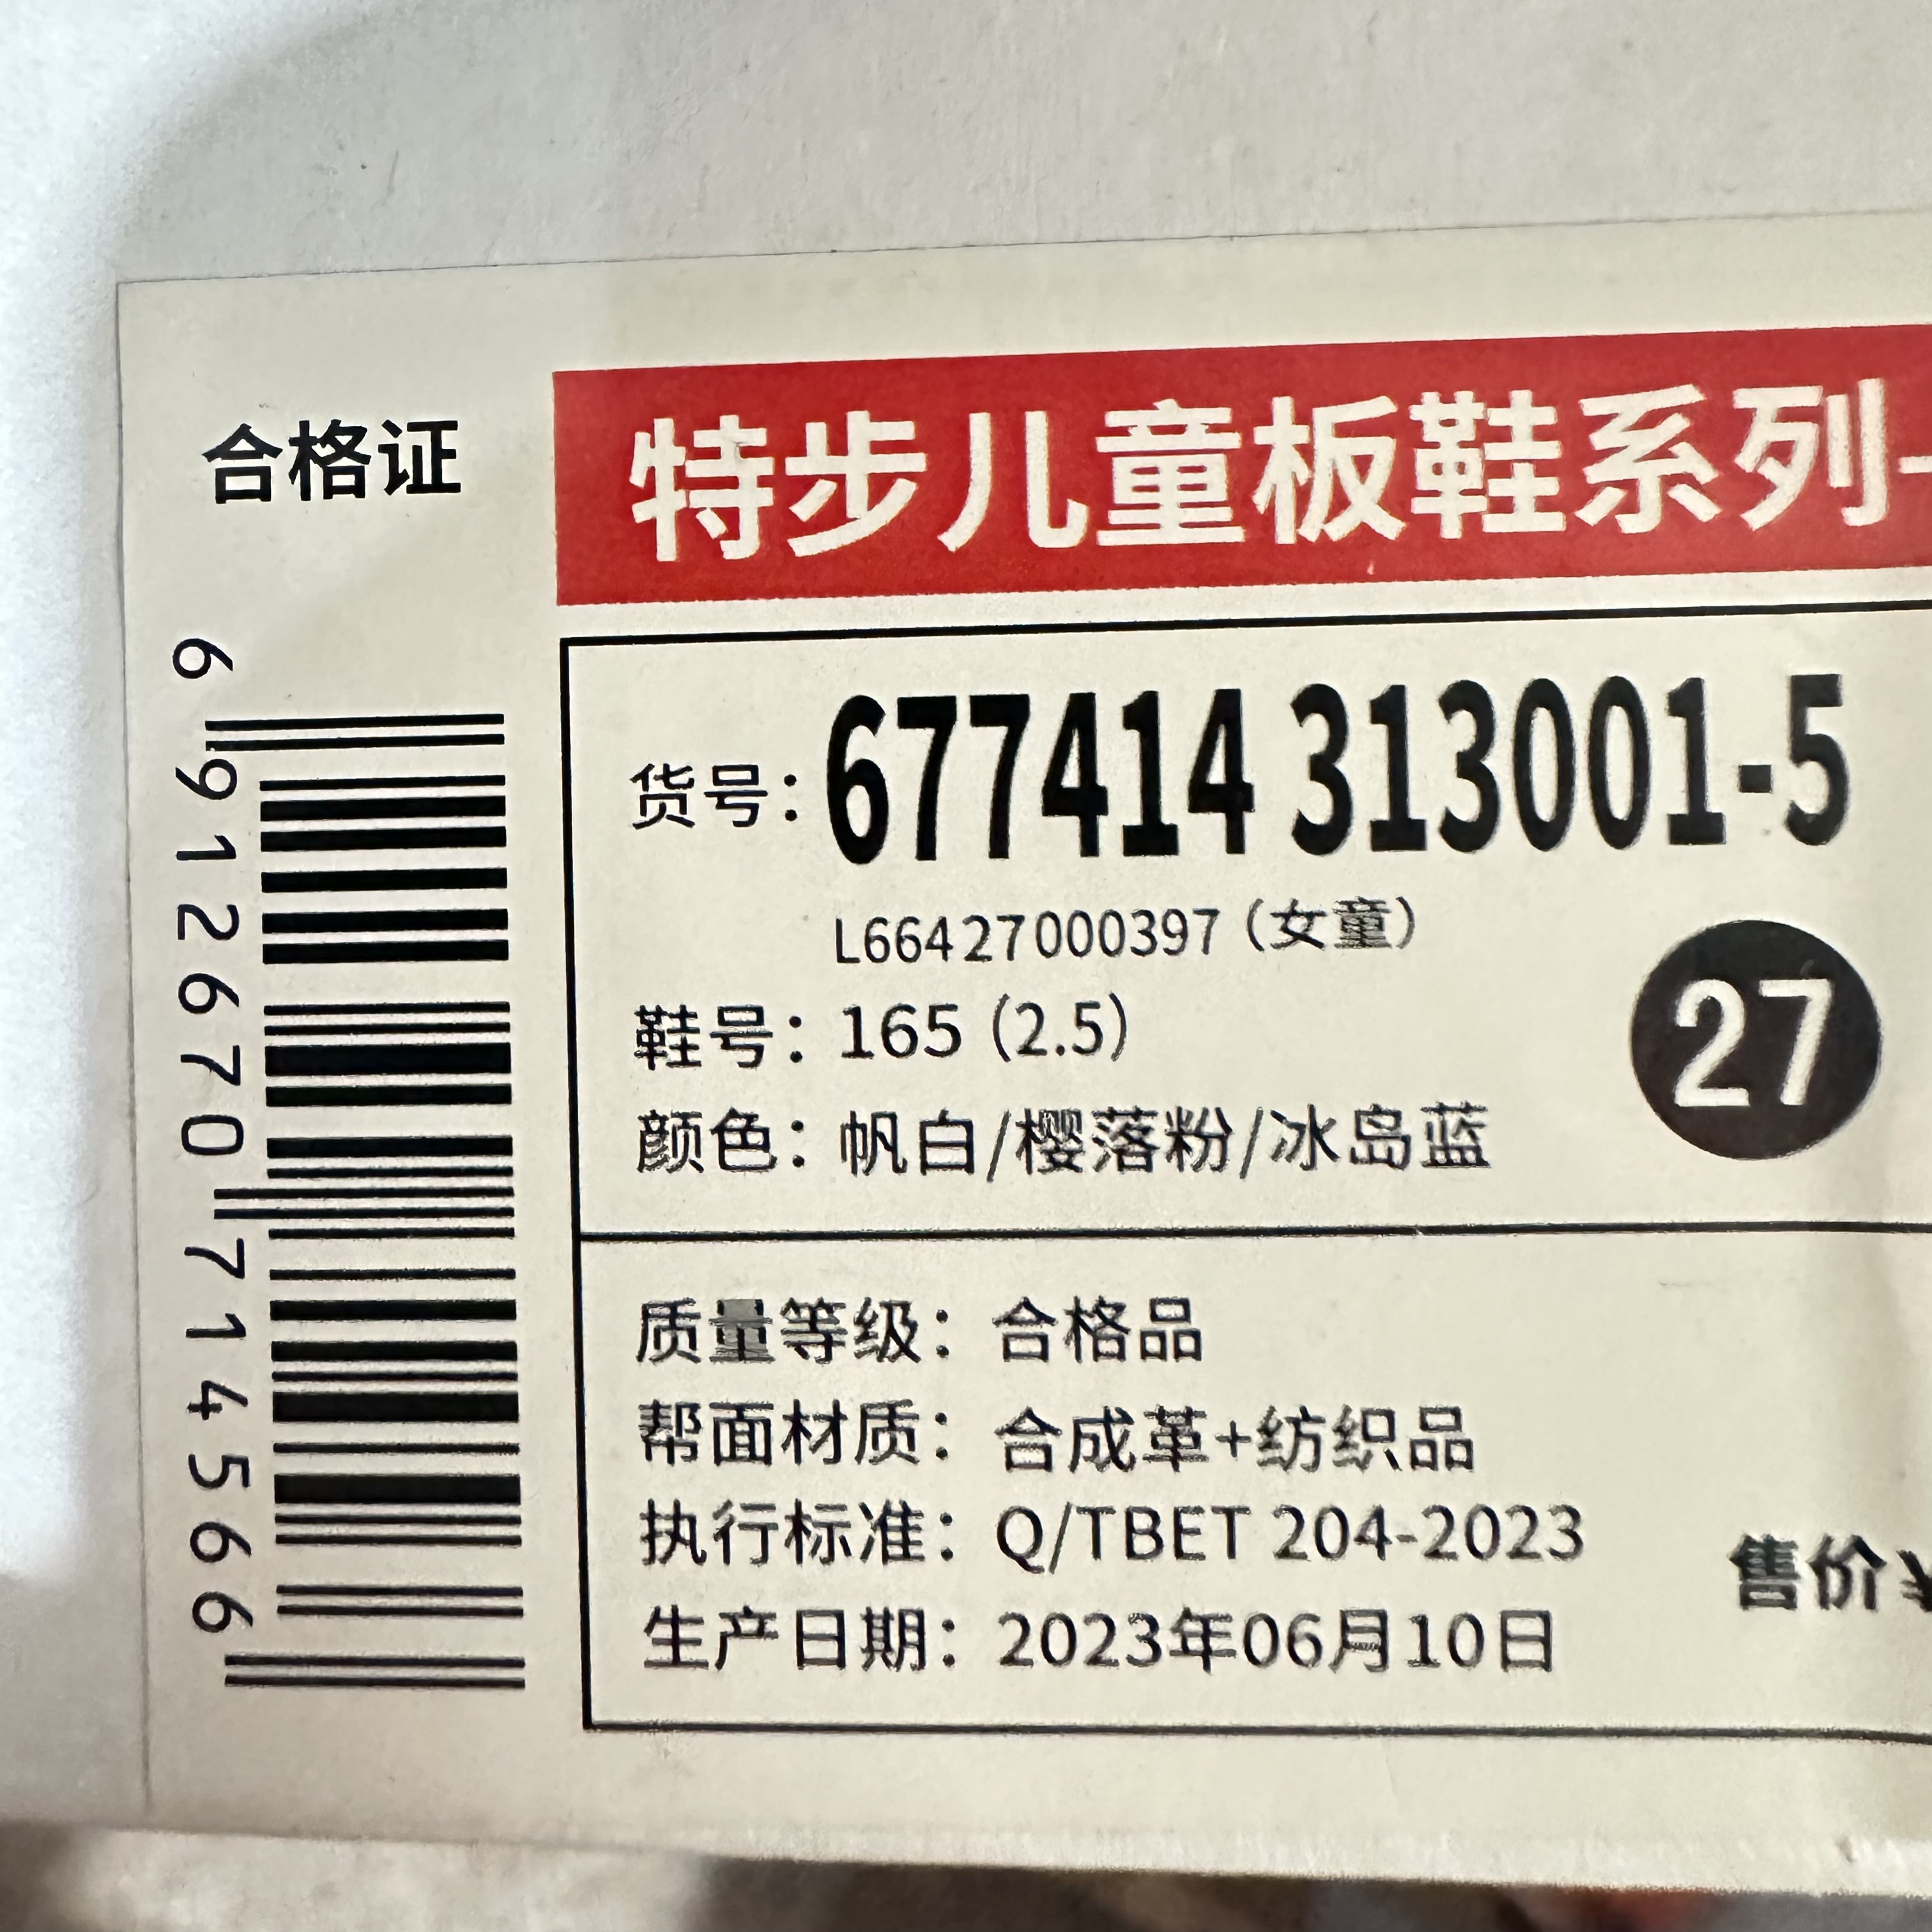 合格证
6912670714566
特步儿童板鞋系列-
货号：677414313001-5
L66427000397（女童）
鞋号：165（2.5）
27
颜色：帆白/樱落粉/冰岛蓝
质量等级：合格品
帮面材质：合成革+纺织品
执行标准：Q/TBET 204-2023
售价¥
生产日期：2023年06月10日